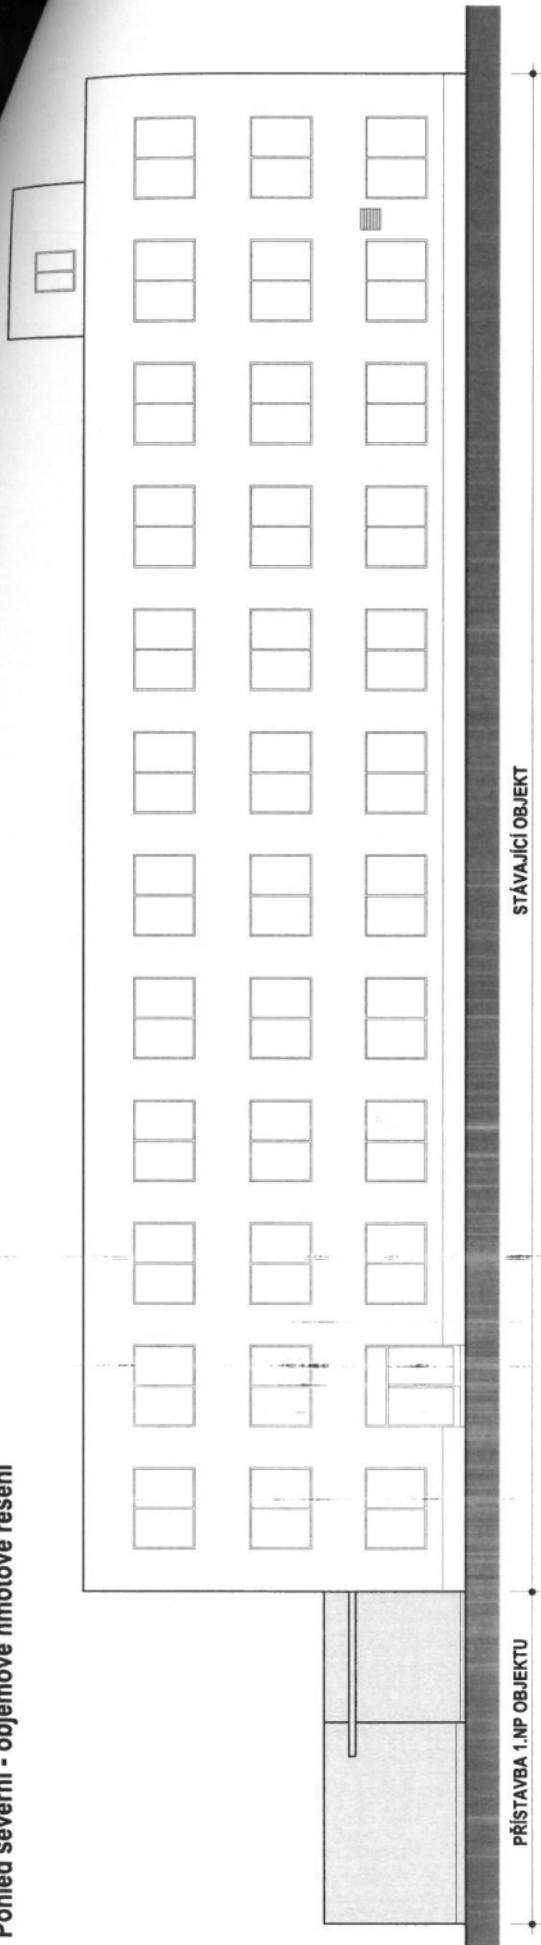 Pohled severní - objemové hmotové řešení
PŘÍSTAVBA 1.NP OBJEKTU
STÁVAJÍCÍ OBJEKT